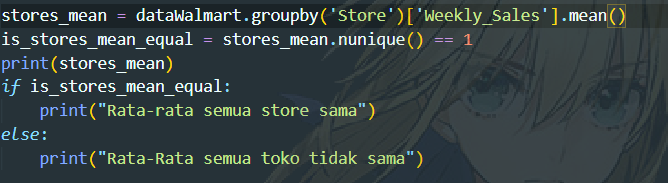 stores_mean = dataWalmart.groupby('Store')['Weekly_Sales'].mean()
is_stores_mean_equal = stores_mean.nunique() == 1
print(stores_mean)
if is_stores_mean_equal:
    print("Rata-rata semua store sama")
else:
    print("Rata-Rata semua toko tidak sama")